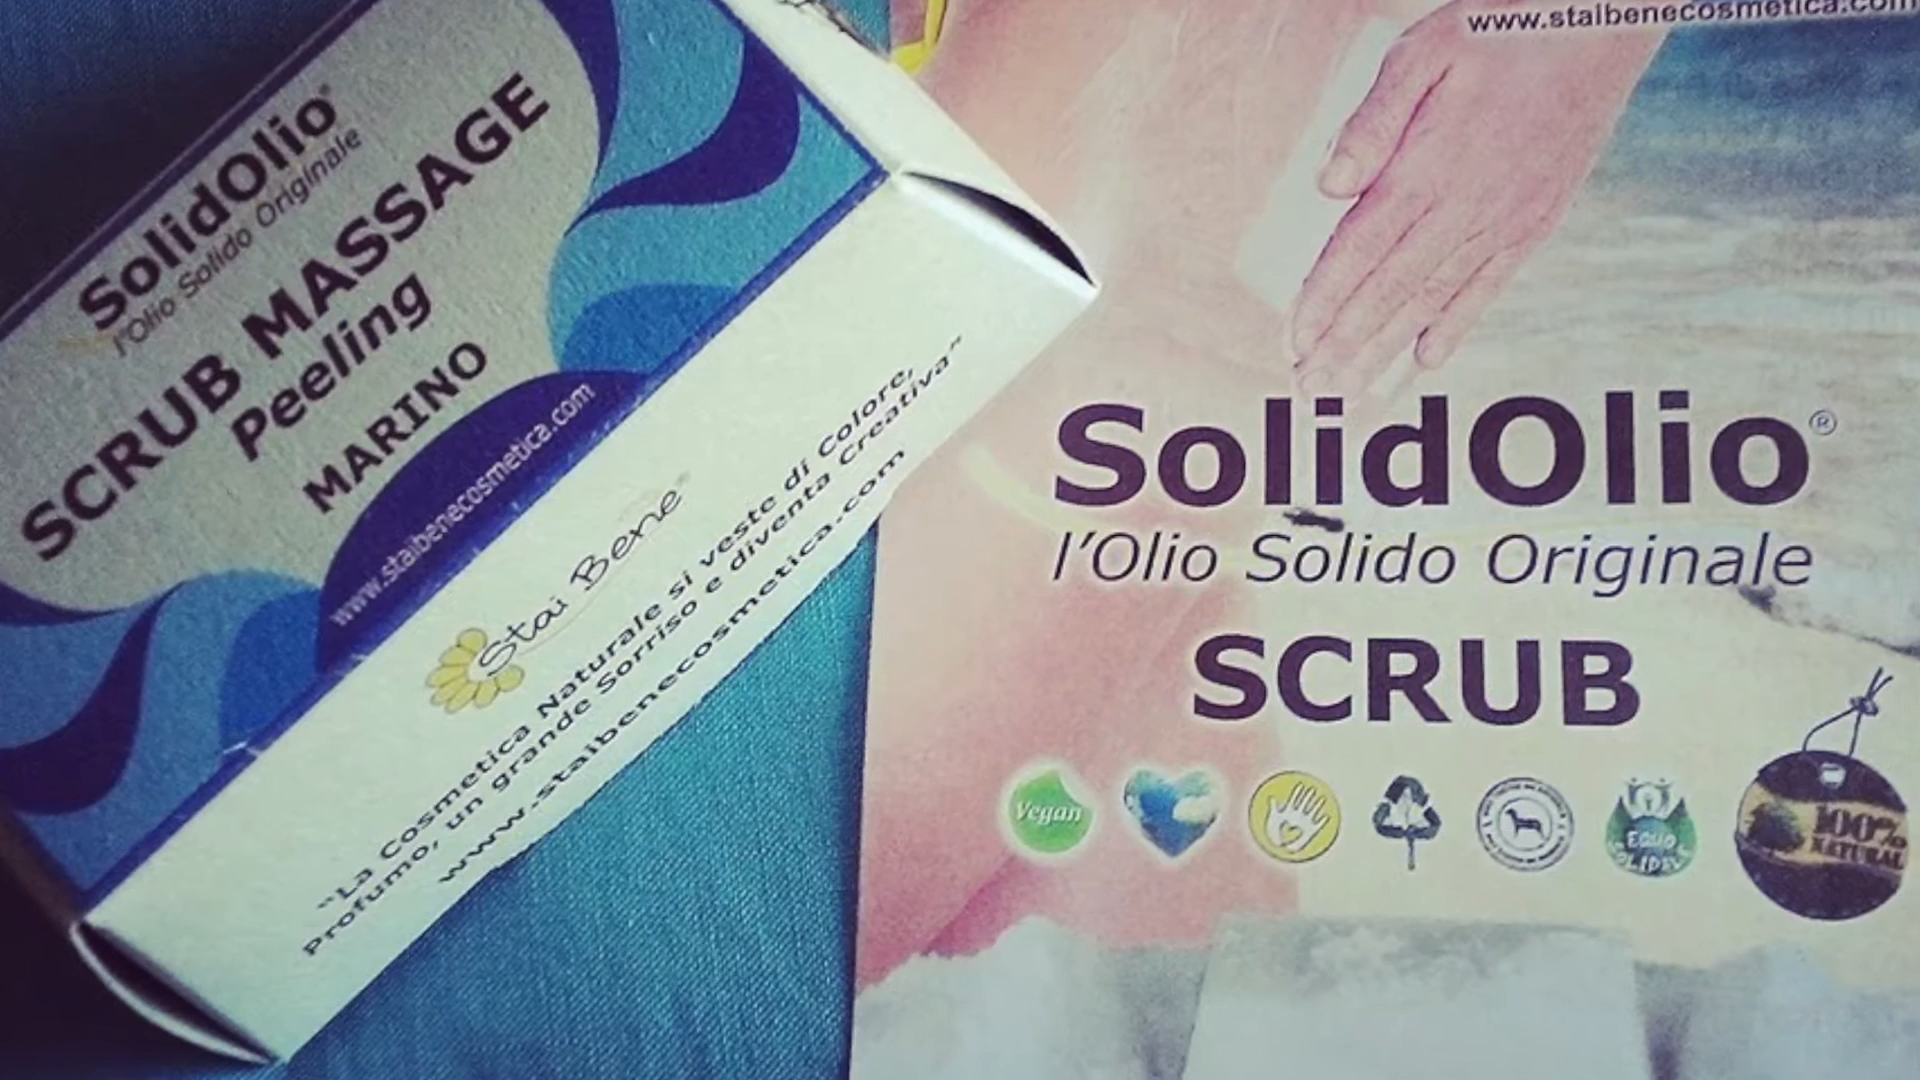 SolidOlio
l'Olio Solido Originale
SCRUB MASSAGE
Peeling
MARINO
www.staibenecosmetica.com
Stai Bene
"La Cosmetica Naturale si veste di Colore,
Profumo, un grande Sorriso e diventa Creativa"
www.staibenecosmetica.com
www.staibenecosmetica.com
SolidOlio®
l'Olio Solido Originale
SCRUB
Vegan
EQUO
SOLIDALE
100%
NATURAL